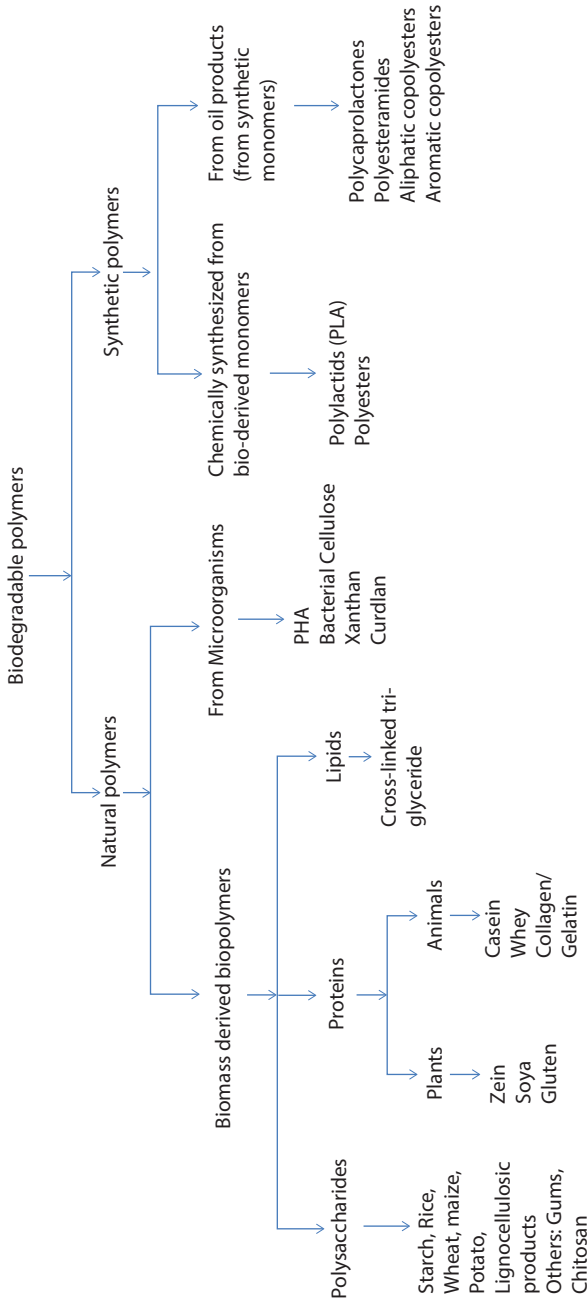 Biodegradable polymers
Natural polymers
Synthetic polymers
Biomass derived biopolymers
From Microorganisms
Chemically synthesized from
bio-derived monomers
From oil products
(from synthetic
monomers)
Polysaccharides
Proteins
Lipids
PHA
Bacterial Cellulose
Xanthan
Curdlan
Polylactids (PLA)
Polyesters
Polycaprolactones
Polyesteramides
Aliphatic copolyesters
Aromatic copolyesters
Cross-linked tri-
glyceride
Plants
Animals
Starch, Rice,
Wheat, maize,
Potato,
Lignocellulosic
products
Others: Gums,
Chitosan
Zein
Soya
Gluten
Casein
Whey
Collagen/
Gelatin